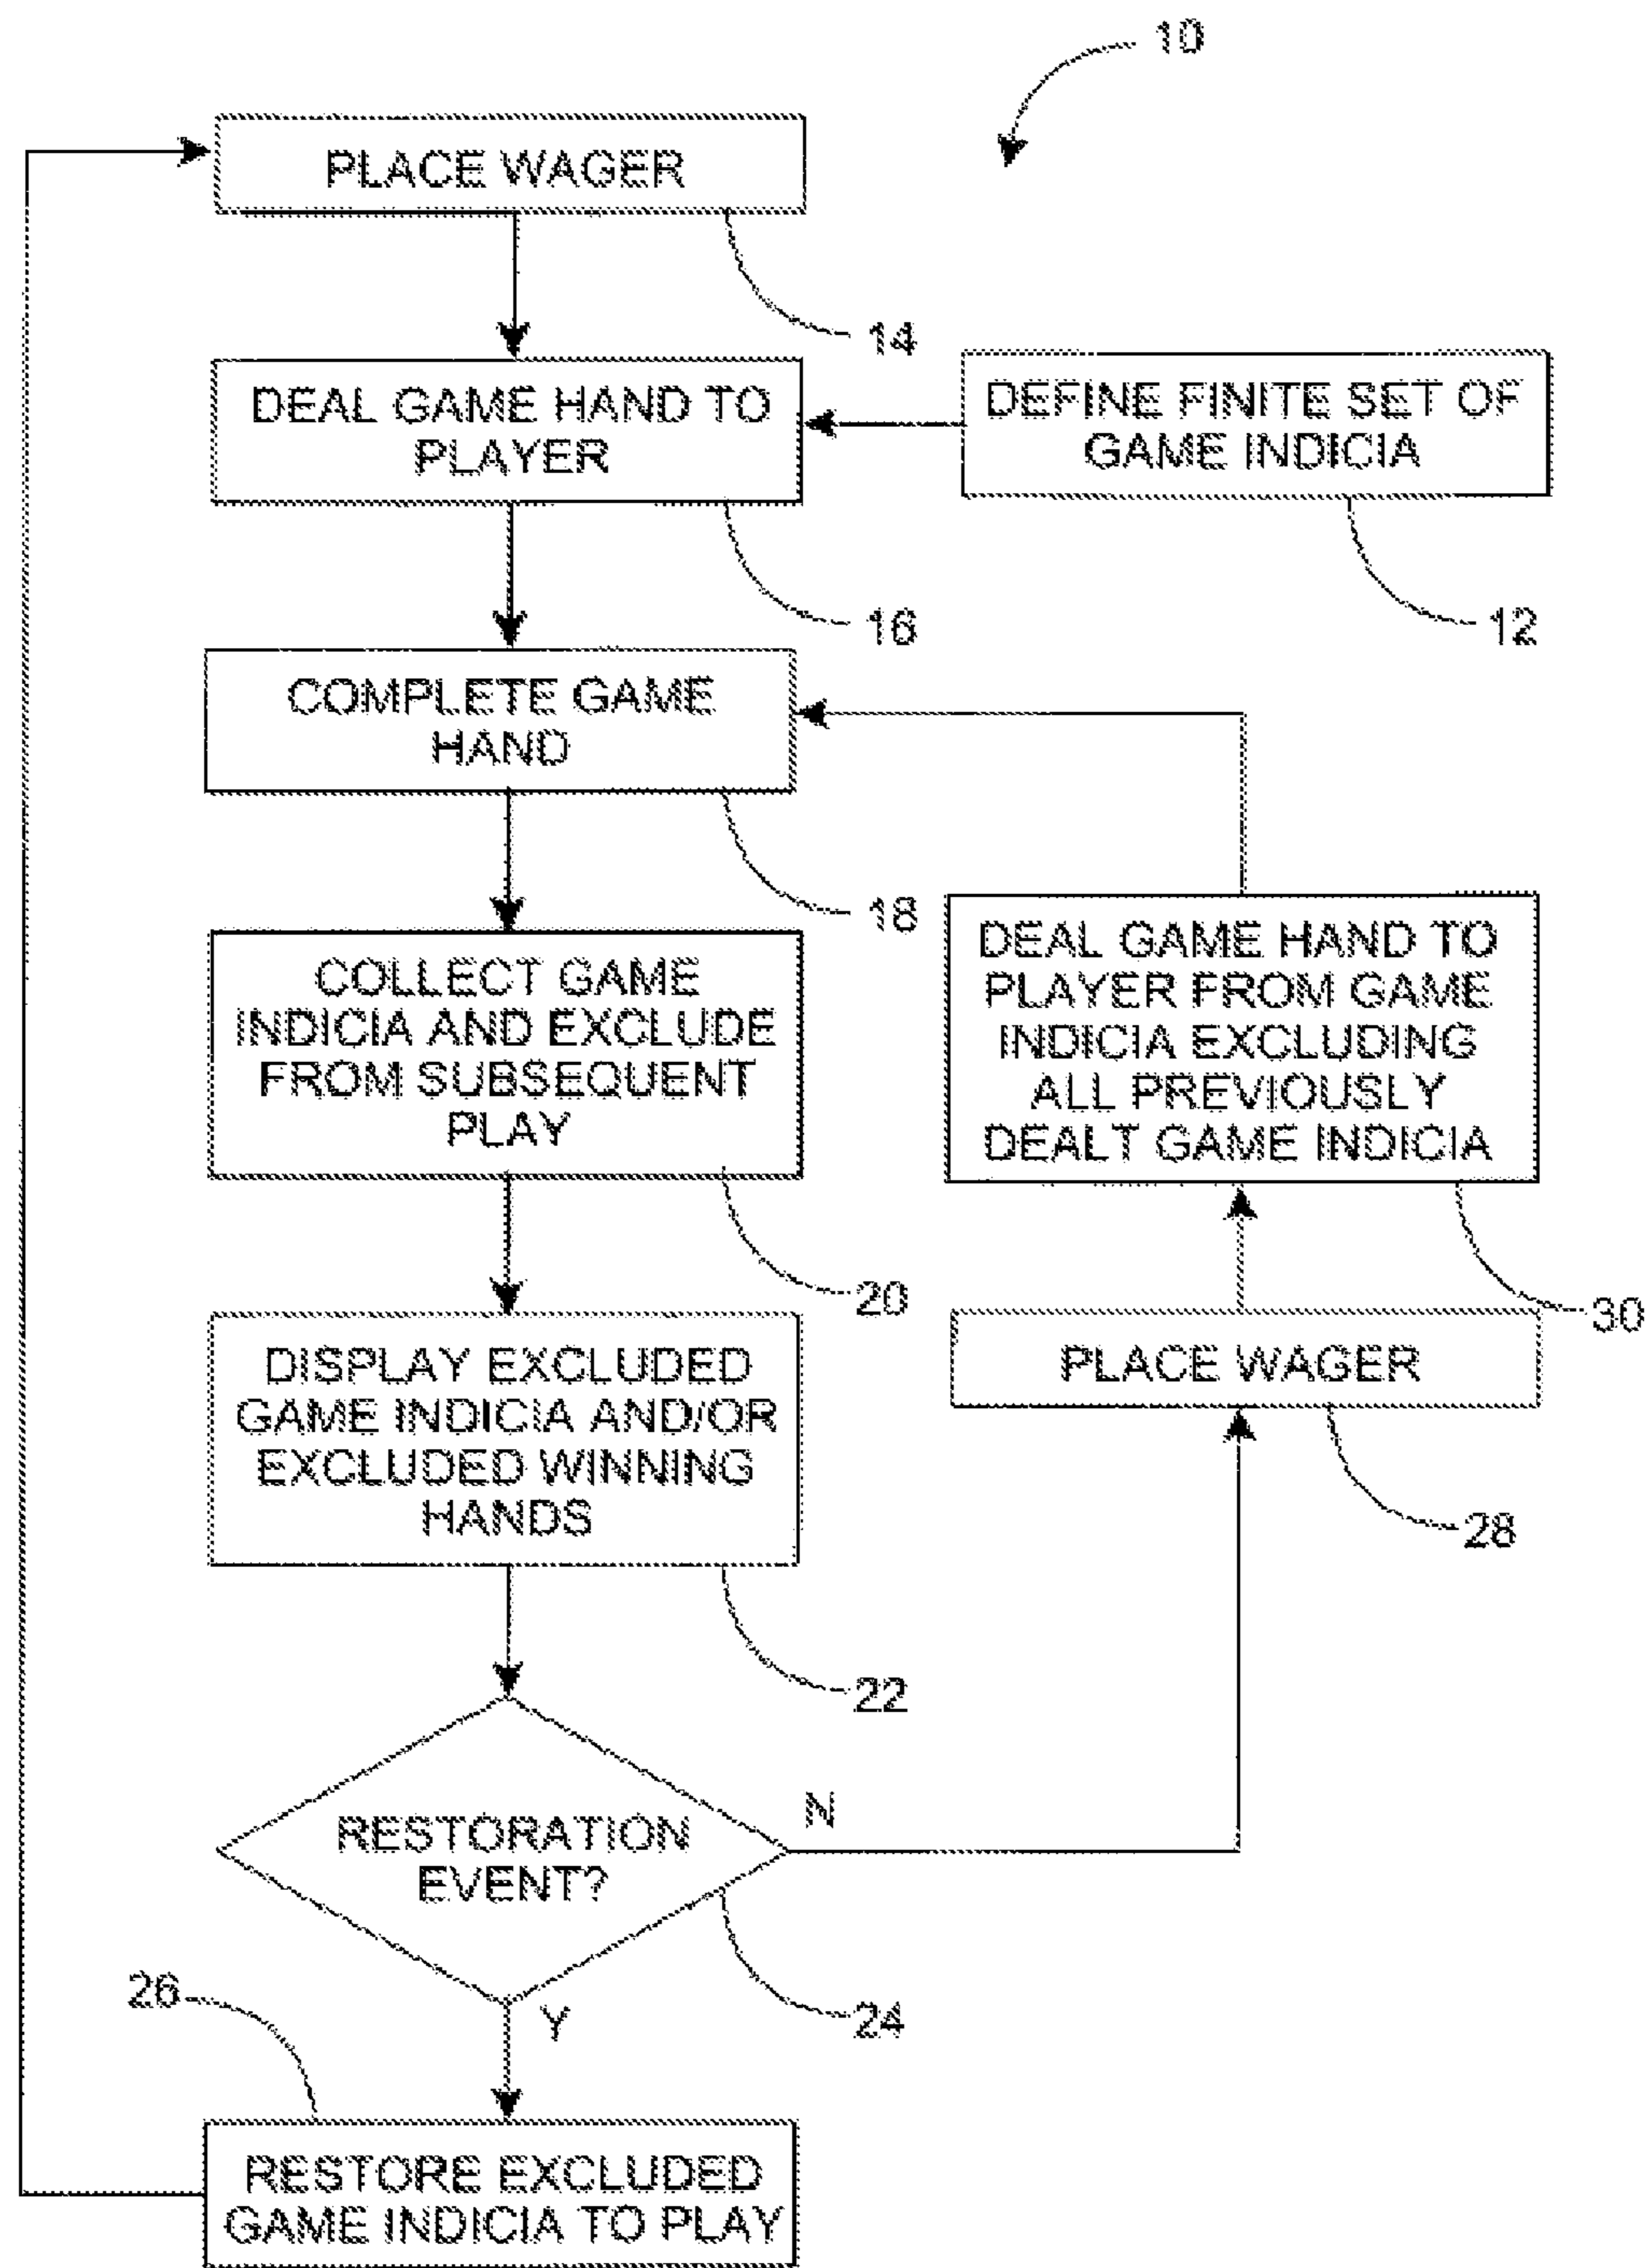 10
PLACE WAGER
14
DEAL GAME HAND TO
PLAYER
16
DEFINE FINITE SET OF
GAME INDICIA
12
COMPLETE GAME
HAND
18
COLLECT GAME
INDICIA AND EXCLUDE
FROM SUBSEQUENT
PLAY
20
DEAL GAME HAND TO
PLAYER FROM GAME
INDICIA EXCLUDING
ALL PREVIOUSLY
DEALT GAME INDICIA
30
DISPLAY EXCLUDED
GAME INDICIA AND/OR
EXCLUDED WINNING
HANDS
22
PLACE WAGER
28
RESTORATION
EVENT?
N
24
Y
26
RESTORE EXCLUDED
GAME INDICIA TO PLAY